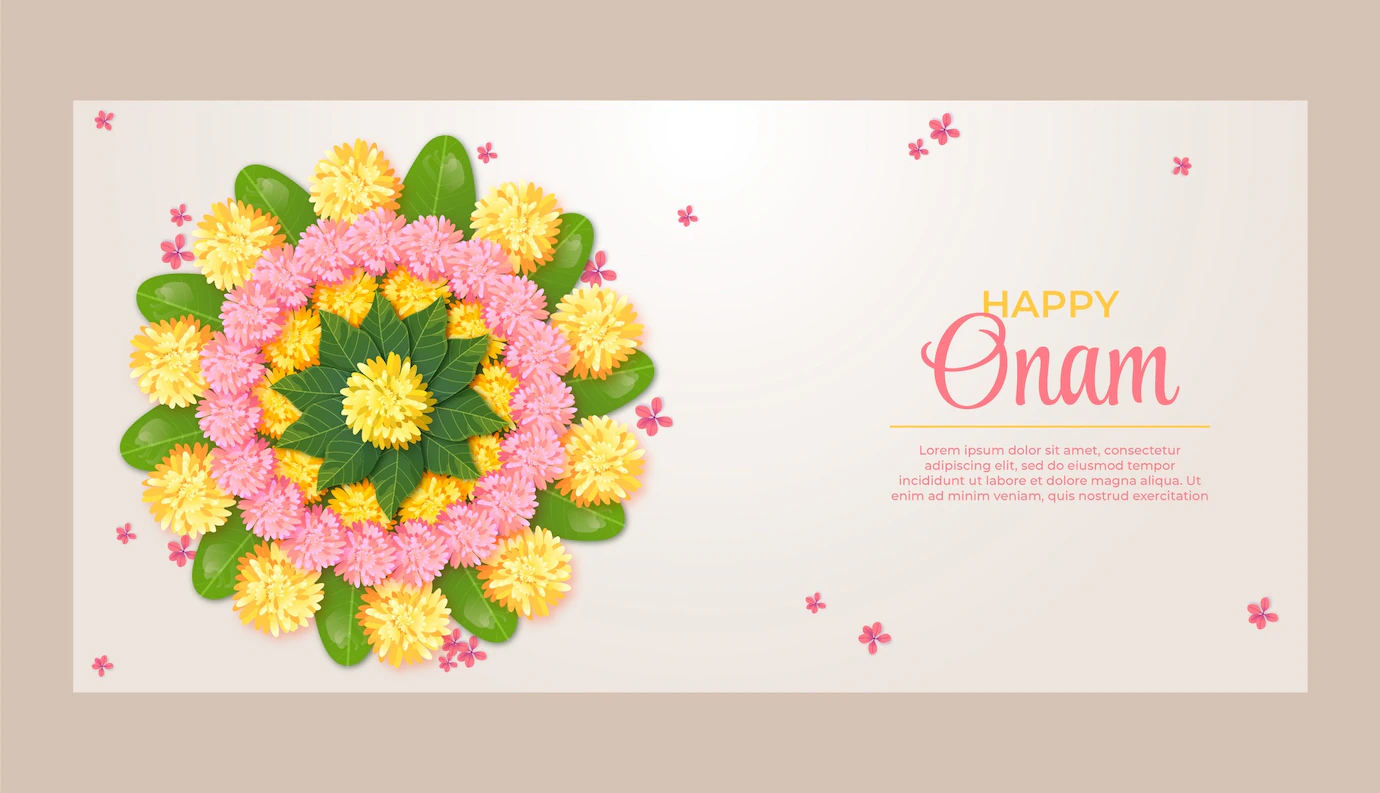 HAPPY
Onam
Lorem ipsum dolor sit amet, consectetur
adipiscing elit, sed do eiusmod tempor
incididunt ut labore et dolore magna aliqua. Ut
enim ad minim veniam, quis nostrud exercitation